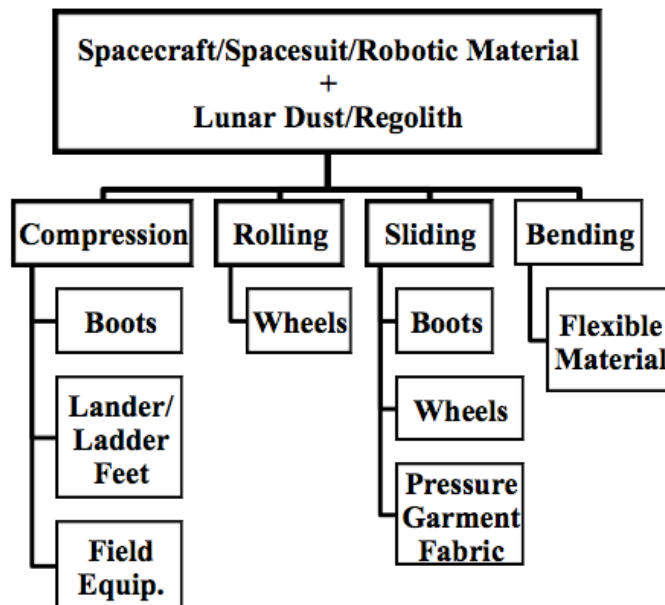 Spacecraft/Spacesuit/Robotic Material
+
Lunar Dust/Regolith
Compression
Rolling
Sliding
Bending
Boots
Lander/
Ladder
Feet
Field
Equip.
Wheels
Boots
Wheels
Pressure
Garment
Fabric
Flexible
Material